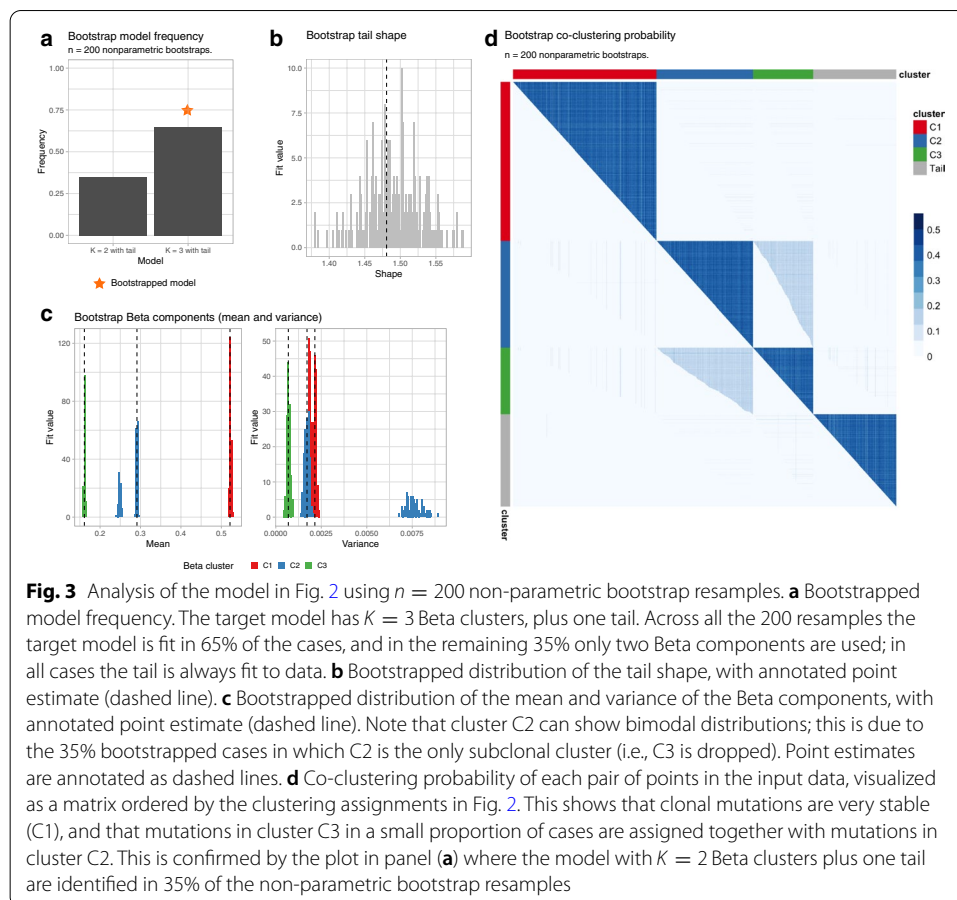 a
Bootstrap model frequency
n = 200 nonparametric bootstraps.
1.00
0.75
0.50
0.25
0.00
Frequency
K = 2 with tail
K = 3 with tail
Model
Bootstrapped model
b
Bootstrap tail shape
10.0
7.5
5.0
2.5
0.0
Fit value
1.40
1.45
1.50
1.55
Shape
c
Bootstrap Beta components (mean and variance)
120
80
40
0
Fit value
0.2
0.3
0.4
0.5
Mean
50
40
30
20
10
0
Fit value
0.0000
0.0025
0.0050
0.0075
Variance
Beta cluster
C1
C2
C3
d
Bootstrap co-clustering probability
n = 200 nonparametric bootstraps.
cluster
cluster
cluster
C1
C2
C3
Tail
0.5
0.4
0.3
0.2
0.1
0
Fig. 3 Analysis of the model in Fig. 2 using n = 200 non-parametric bootstrap resamples. a Bootstrapped
model frequency. The target model has K = 3 Beta clusters, plus one tail. Across all the 200 resamples the
target model is fit in 65% of the cases, and in the remaining 35% only two Beta components are used; in
all cases the tail is always fit to data. b Bootstrapped distribution of the tail shape, with annotated point
estimate (dashed line). c Bootstrapped distribution of the mean and variance of the Beta components, with
annotated point estimate (dashed line). Note that cluster C2 can show bimodal distributions; this is due to
the 35% bootstrapped cases in which C2 is the only subclonal cluster (i.e., C3 is dropped). Point estimates
are annotated as dashed lines. d Co-clustering probability of each pair of points in the input data, visualized
as a matrix ordered by the clustering assignments in Fig. 2. This shows that clonal mutations are very stable
(C1), and that mutations in cluster C3 in a small proportion of cases are assigned together with mutations in
cluster C2. This is confirmed by the plot in panel (a) where the model with K = 2 Beta clusters plus one tail
are identified in 35% of the non-parametric bootstrap resamples